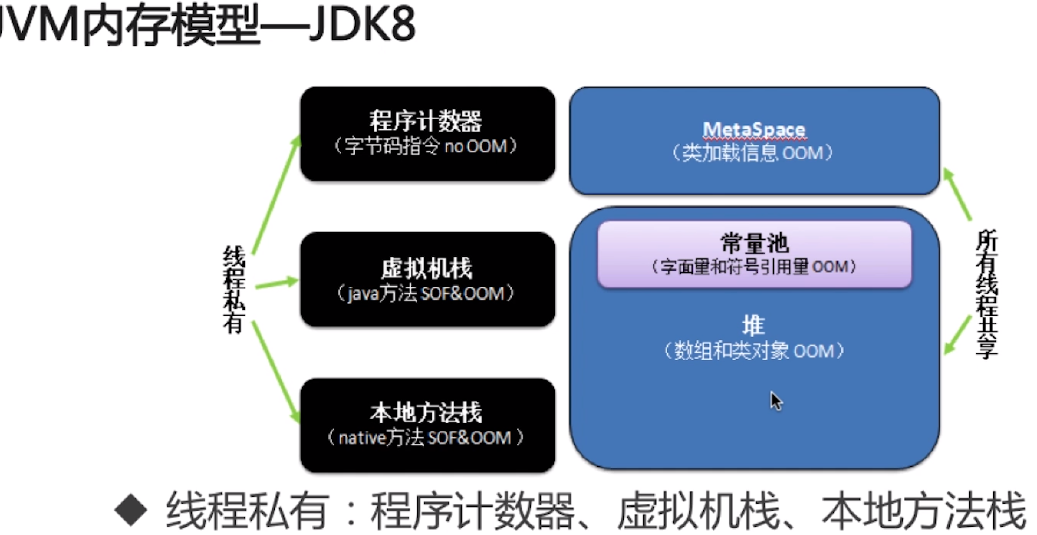 JVM内存模型—JDK8
程序计数器
（字节码指令 no OOM）
MetaSpace
（类加载信息 OOM）
线程私有
虚拟机栈
（java方法 SOF&OOM）
常量池
（字面量和符号引用量 OOM）
堆
（数组和类对象 OOM）
所有线程共享
本地方法栈
（native方法 SOF&OOM ）
◆ 线程私有：程序计数器、虚拟机栈、本地方法栈